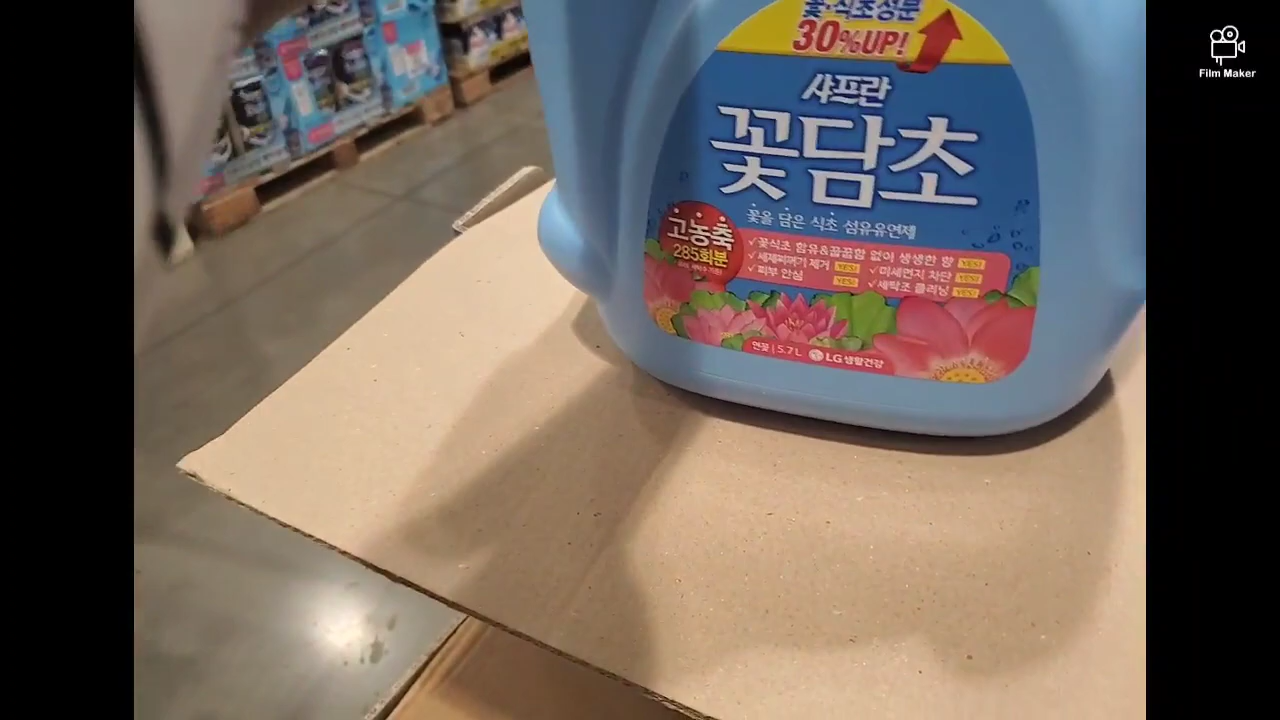 꽃·식초성분
30%UP!
샤프란
꽃담초
꽃을 담은 식초 섬유유연제
고농축
285회분
✓꽃식초 함유&꿉꿉함 없이 생생한 향 YES!
✓세제찌꺼기 제거 YES! ✓미세먼지 차단 YES!
✓피부 안심 YES! ✓세탁조 클리닝 YES!
연꽃 | 5.7L LG생활건강
Film Maker